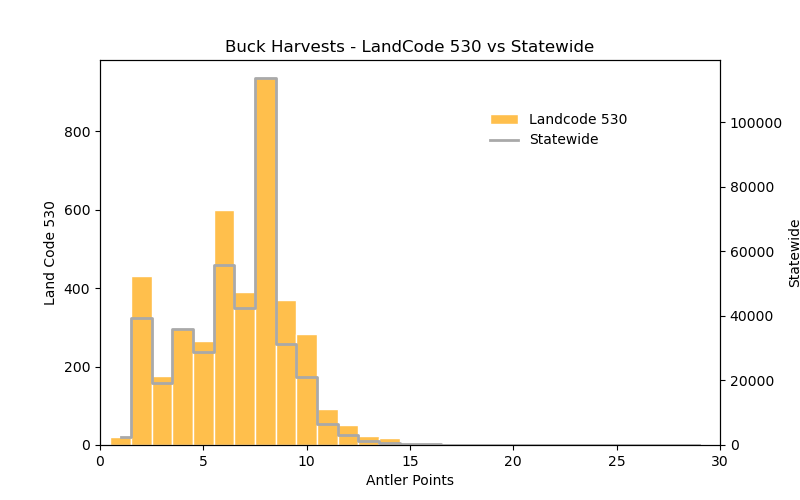 Buck Harvests - LandCode 530 vs Statewide
Landcode 530
Statewide
Land Code 530
800
600
400
200
0
100000
80000
60000
40000
20000
0
Statewide
0 5 10 15 20 25 30
Antler Points